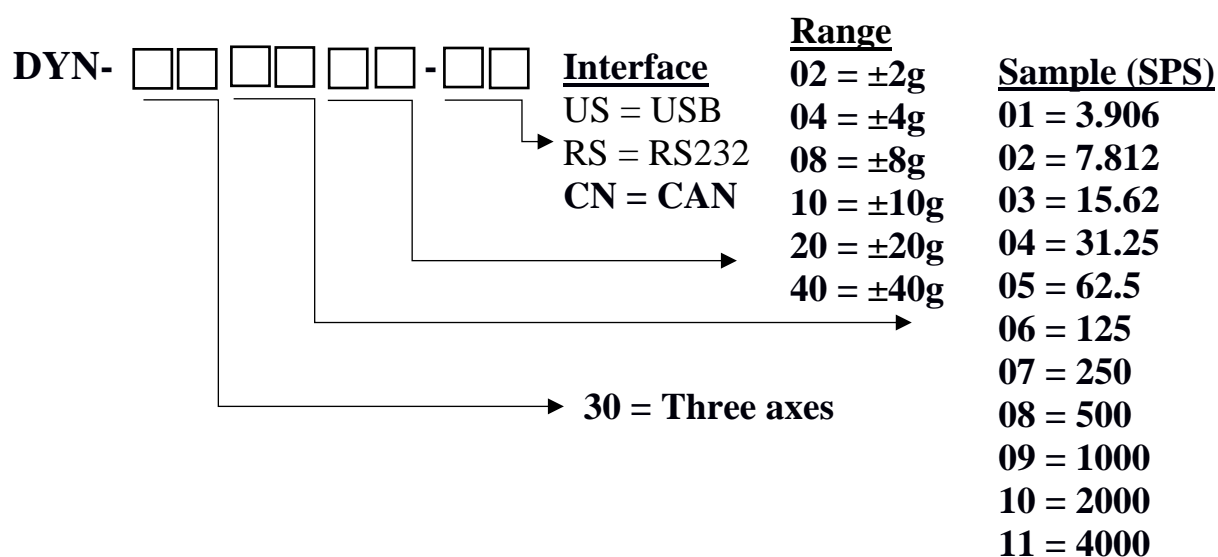 DYN- □□ □□ □□ - □□
Interface
US = USB
RS = RS232
CN = CAN
Range
02 = ±2g
04 = ±4g
08 = ±8g
10 = ±10g
20 = ±20g
40 = ±40g
Sample (SPS)
01 = 3.906
02 = 7.812
03 = 15.62
04 = 31.25
05 = 62.5
06 = 125
07 = 250
08 = 500
09 = 1000
10 = 2000
11 = 4000
30 = Three axes